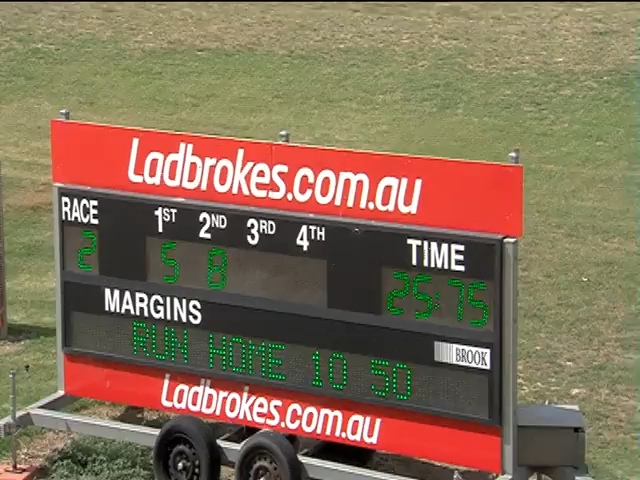 Ladbrokes.com.au
RACE 1ST 2ND 3RD 4TH TIME
2 5 8 25:75
MARGINS
BROOK
RUN HOME 10 50
Ladbrokes.com.au